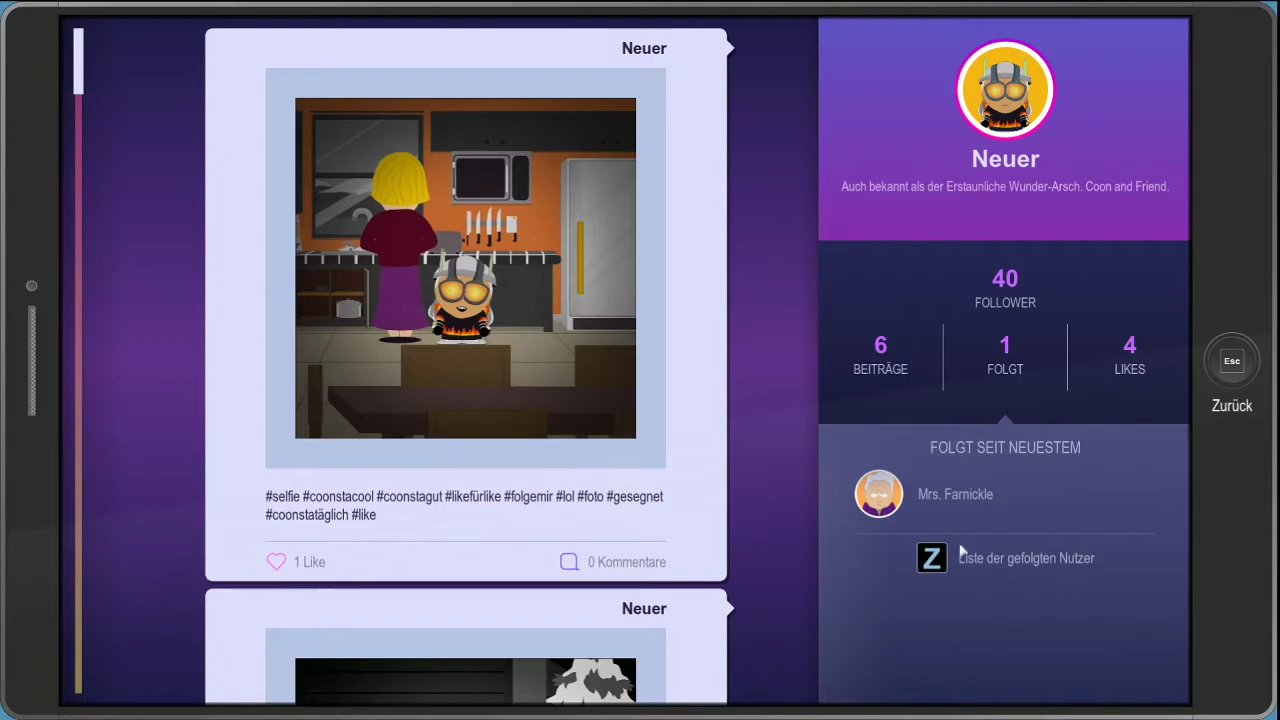 Neuer
#selfie #coonstacool #coonstagut #likefürlike #folgemir #lol #foto #gesegnet
#coonstatäglich #like
1 Like
0 Kommentare
Neuer
Neuer
Auch bekannt als der Erstaunliche Wunder-Arsch. Coon and Friend.
40
FOLLOWER
6
BEITRÄGE
1
FOLGT
4
LIKES
FOLGT SEIT NEUESTEM
Mrs. Farnickle
Z
Liste der gefolgten Nutzer
Esc
Zurück